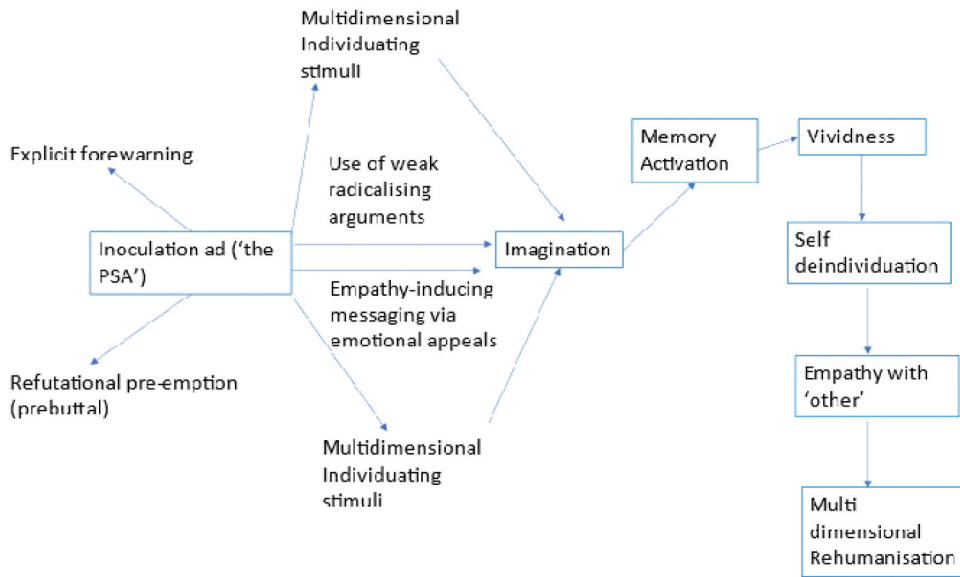 Multidimensional
Individuating
stimuli
Explicit forewarning
Use of weak
radicalising
arguments
Inoculation ad (‘the
PSA’)
Empathy-inducing
messaging via
emotional appeals
Refutational pre-emption
(prebuttal)
Multidimensional
Individuating
stimuli
Imagination
Memory
Activation
Vividness
Self
deindividuation
Empathy with
‘other’
Multi
dimensional
Rehumanisation